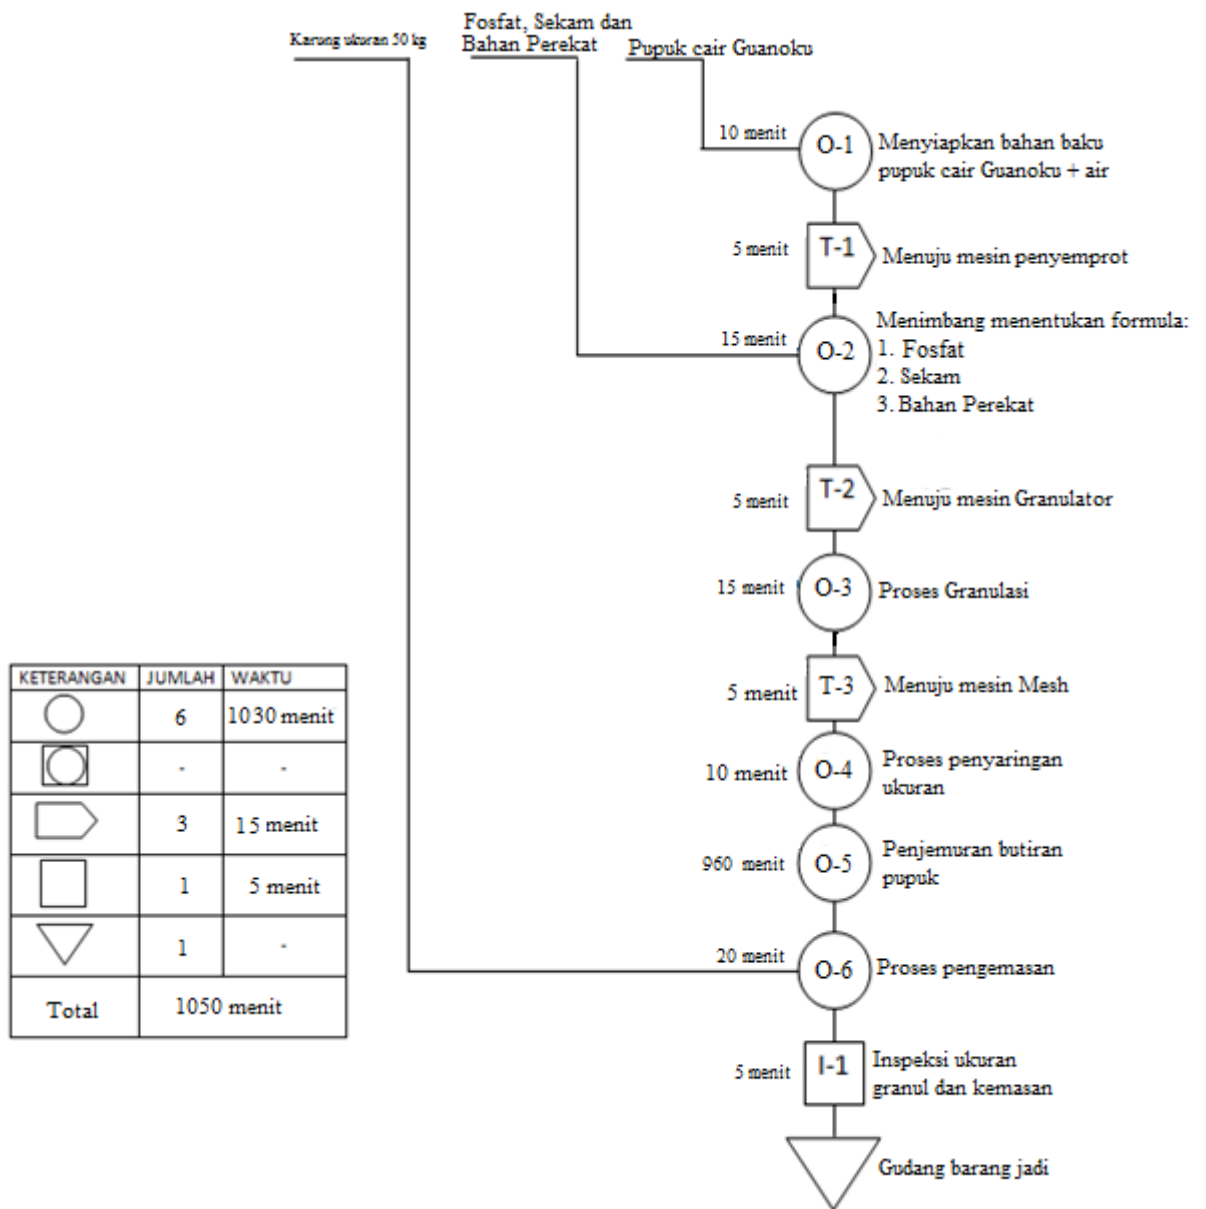 Karung ukuran 50 kg
Fosfat, Sekam dan
Bahan Perekat
Pupuk cair Guanoku
10 menit
O-1
Menyiapkan bahan baku
pupuk cair Guanoku + air
5 menit
T-1
Menuju mesin penyemprot
15 menit
O-2
Menimbang menentukan formula:
1. Fosfat
2. Sekam
3. Bahan Perekat
5 menit
T-2
Menuju mesin Granulator
15 menit
O-3
Proses Granulasi
5 menit
T-3
Menuju mesin Mesh
10 menit
O-4
Proses penyaringan
ukuran
960 menit
O-5
Penjemuran butiran
pupuk
20 menit
O-6
Proses pengemasan
5 menit
I-1
Inspeksi ukuran
granul dan kemasan
Gudang barang jadi
KETERANGAN JUMLAH WAKTU
6 1030 menit
- -
3 15 menit
1 5 menit
1 -
Total 1050 menit